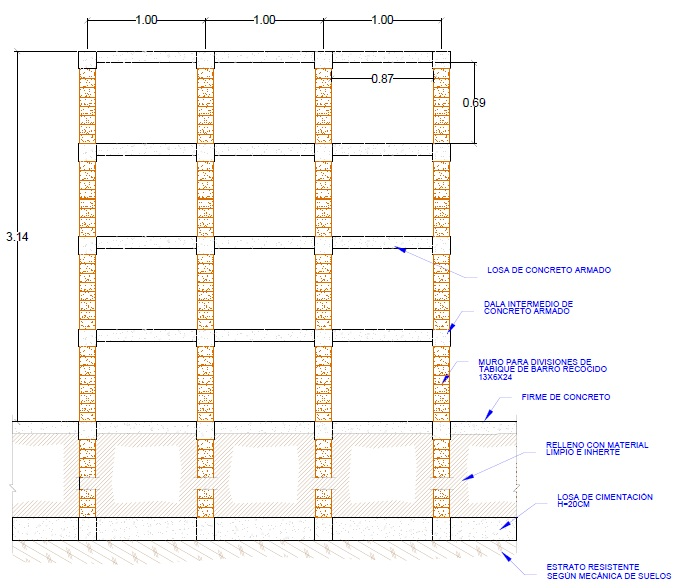 1.00
1.00
1.00
0.87
0.69
3.14
LOSA DE CONCRETO ARMADO
DALA INTERMEDIO DE
CONCRETO ARMADO
MURO PARA DIVISIONES DE
TABIQUE DE BARRO RECOCIDO
13X6X24
FIRME DE CONCRETO
RELLENO CON MATERIAL
LIMPIO E INHERTE
LOSA DE CIMENTACIÓN
H=20CM
ESTRATO RESISTENTE
SEGÚN MECÁNICA DE SUELOS